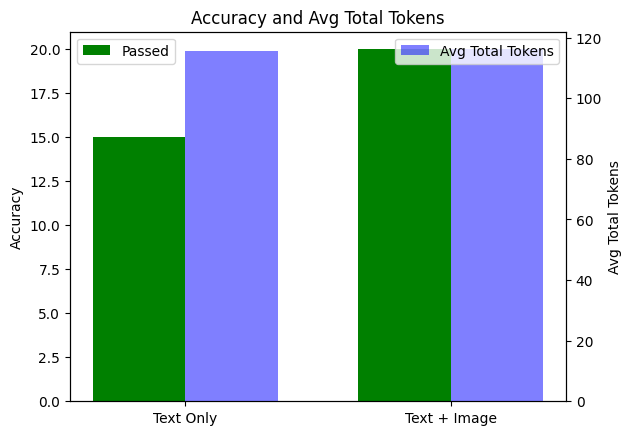 Accuracy and Avg Total Tokens
Passed
Avg Total Tokens
20.0
17.5
15.0
12.5
10.0
7.5
5.0
2.5
0.0
Accuracy
120
100
80
60
40
20
0
Avg Total Tokens
Text Only
Text + Image